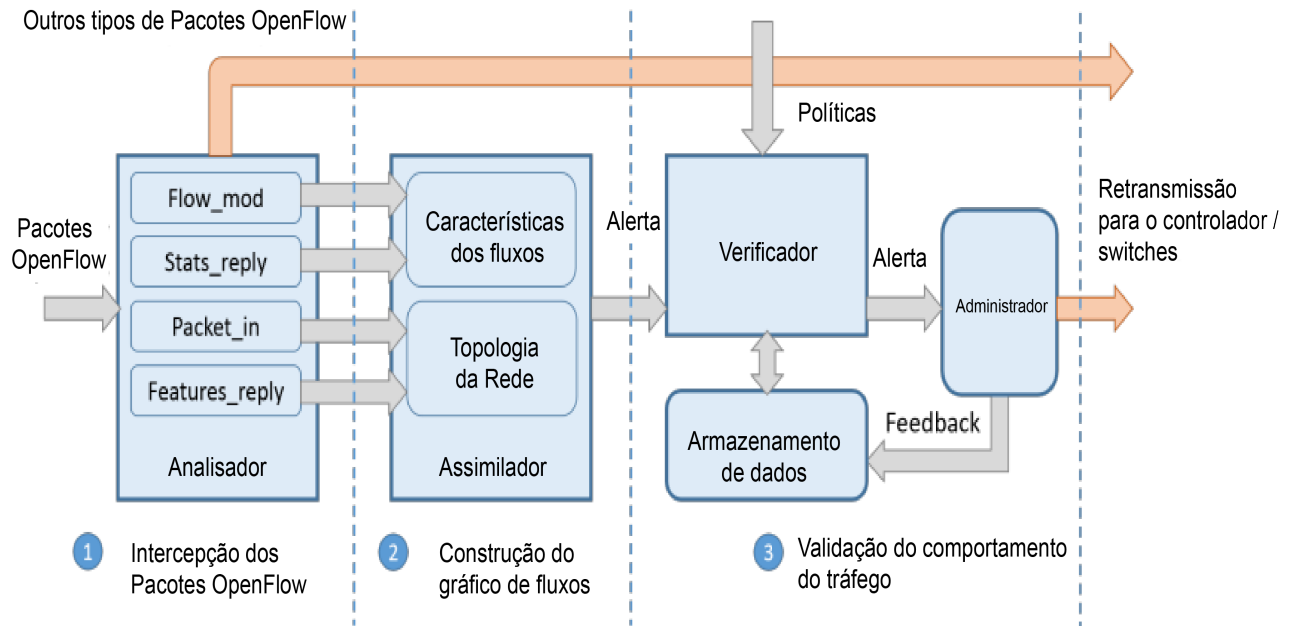 Outros tipos de Pacotes OpenFlow
Políticas
Pacotes
OpenFlow
Flow_mod
Stats_reply
Packet_in
Features_reply
Analisador
Características
dos fluxos
Topologia
da Rede
Assimilador
Alerta
Verificador
Alerta
Administrador
Retransmissão
para o controlador /
switches
Armazenamento
de dados
Feedback
1
Intercepção dos
Pacotes OpenFlow
2
Construção do
gráfico de fluxos
3
Validação do comportamento
do tráfego